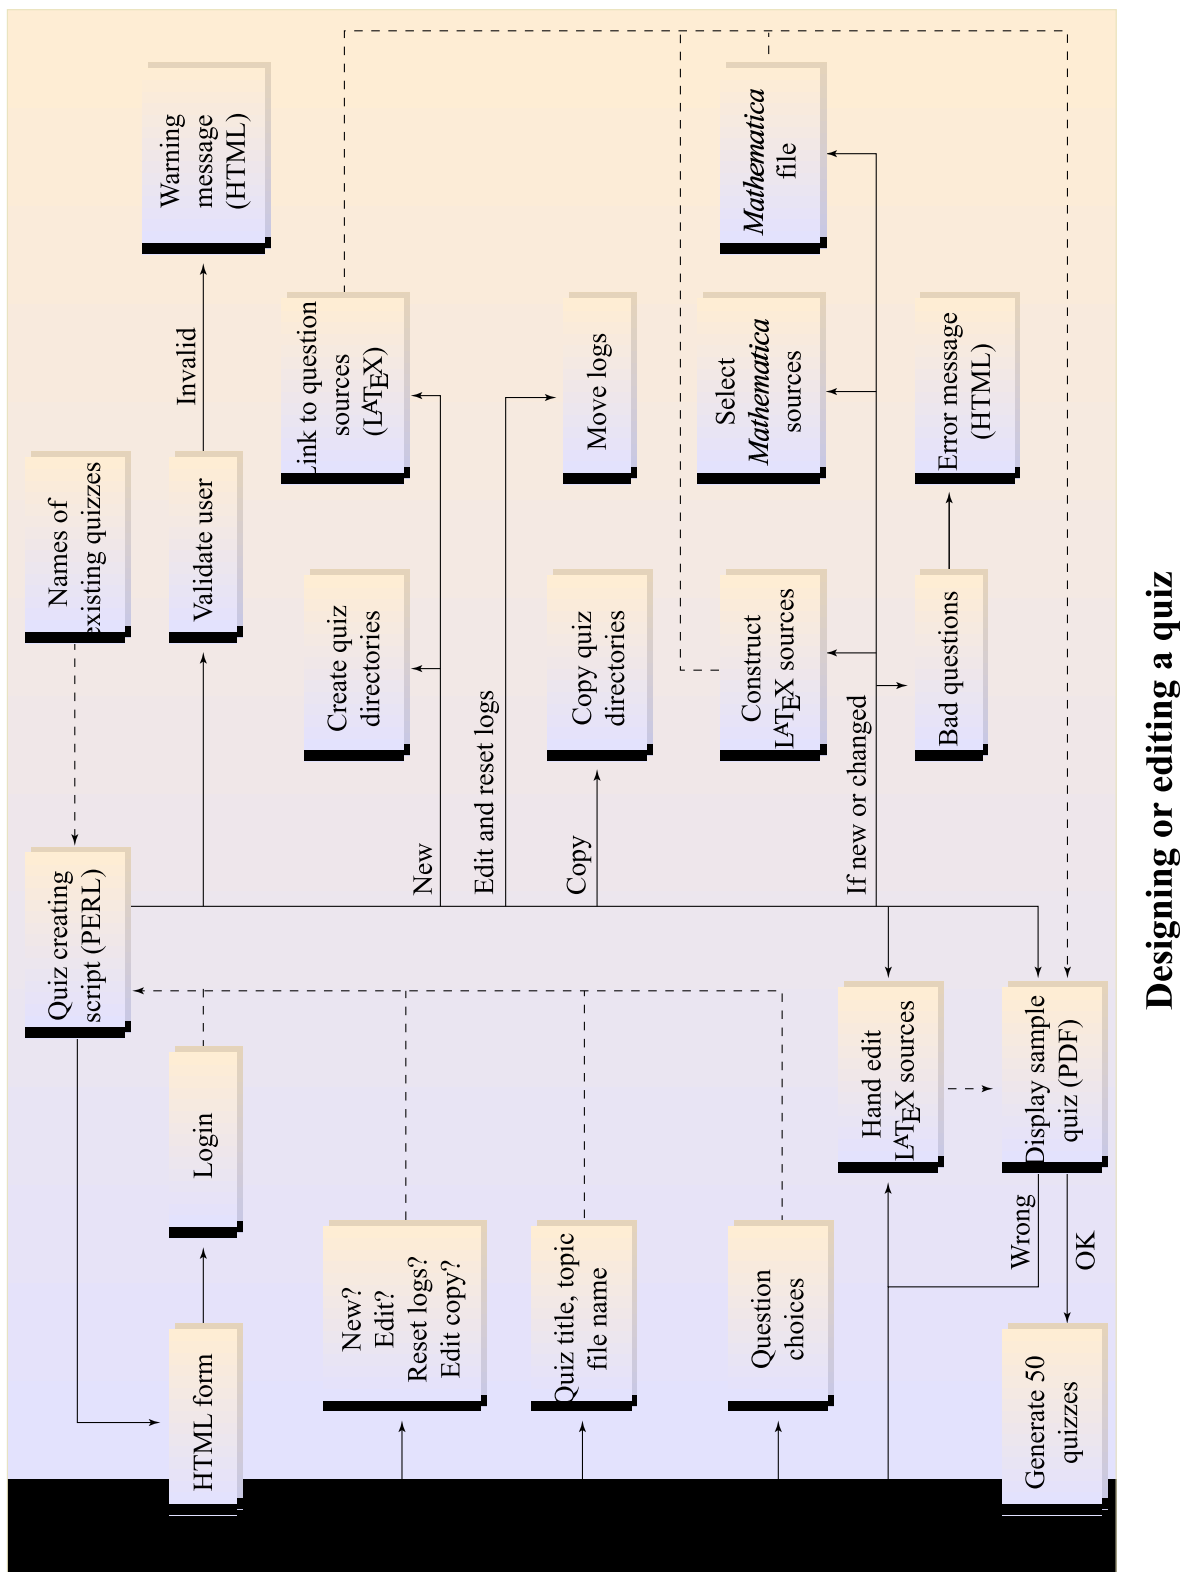 Names of
existing quizzes
Quiz creating
script (PERL)
Warning
message
(HTML)
Invalid
Validate user
Login
HTML form
Link to question
sources
(LATEX)
Create quiz
directories
New
New?
Edit?
Reset logs?
Edit copy?
Edit and reset logs
Move logs
Copy quiz
directories
Copy
Quiz title, topic
file name
Mathematica
file
Select
Mathematica
sources
Construct
LATEX sources
Question
choices
If new or changed
Hand edit
LATEX sources
Error message
(HTML)
Bad questions
Display sample
quiz (PDF)
Wrong
OK
Generate 50
quizzes
Designing or editing a quiz